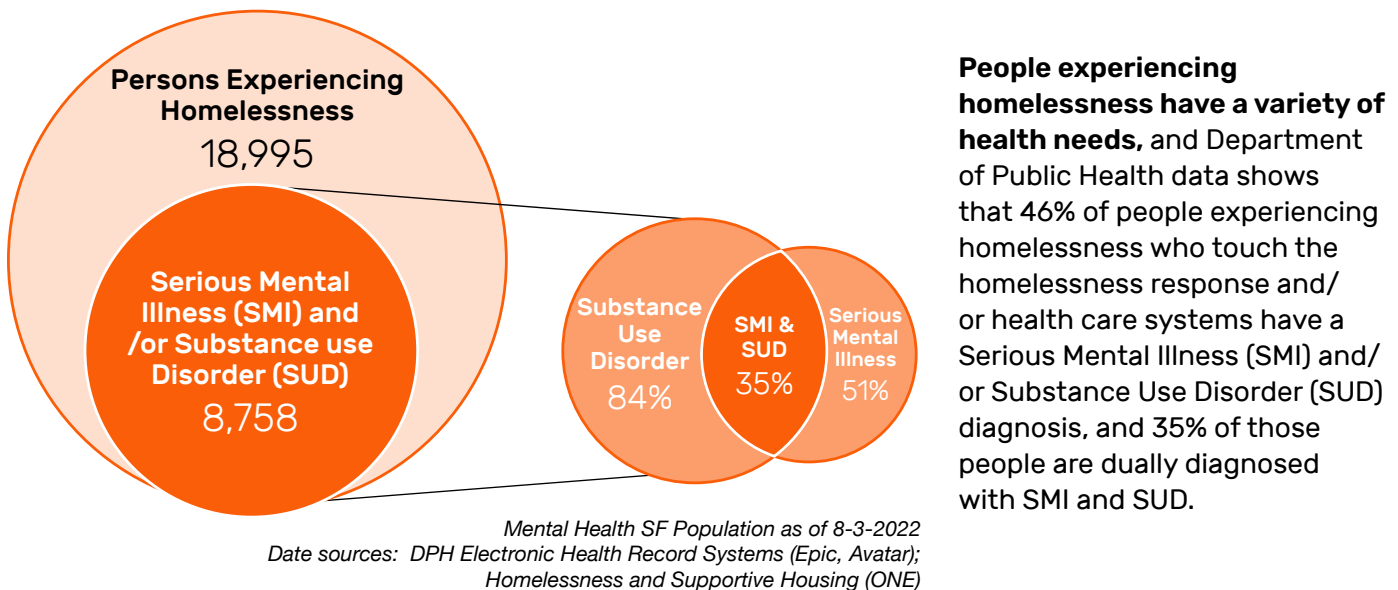 Persons Experiencing
Homelessness
18,995
Serious Mental
Illness (SMI) and
/or Substance use
Disorder (SUD)
8,758
Substance
Use
Disorder
84%
SMI &
SUD
35%
Serious
Mental
Illness
51%
Mental Health SF Population as of 8-3-2022
Date sources: DPH Electronic Health Record Systems (Epic, Avatar);
Homelessness and Supportive Housing (ONE)
People experiencing
homelessness have a variety of
health needs, and Department
of Public Health data shows
that 46% of people experiencing
homelessness who touch the
homelessness response and/
or health care systems have a
Serious Mental Illness (SMI) and/
or Substance Use Disorder (SUD)
diagnosis, and 35% of those
people are dually diagnosed
with SMI and SUD.